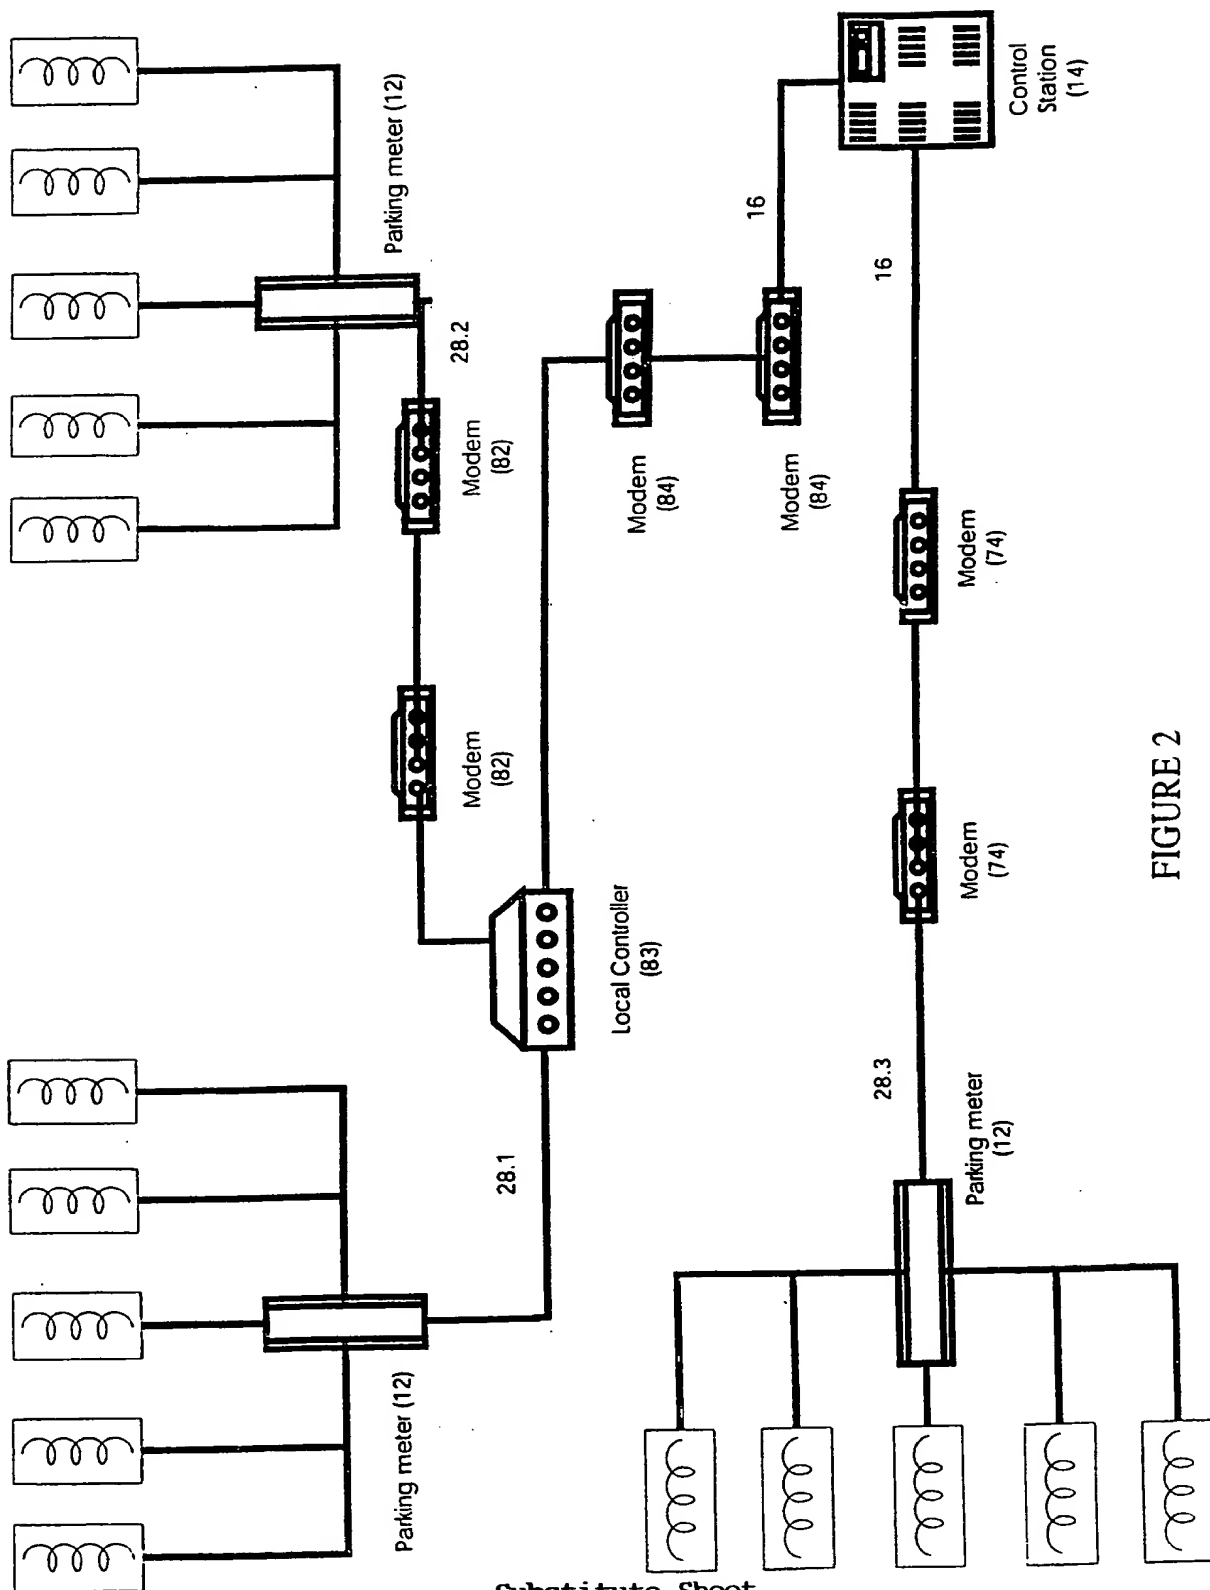 Parking meter (12)
Parking meter (12)
28.2
Modem
(82)
Modem
(82)
28.1
Local Controller
(83)
Modem
(84)
16
Modem
(84)
28.3
16
Parking meter
(12)
Modem
(74)
Modem
(74)
Control
Station
(14)
FIGURE 2
Substitute Sheet